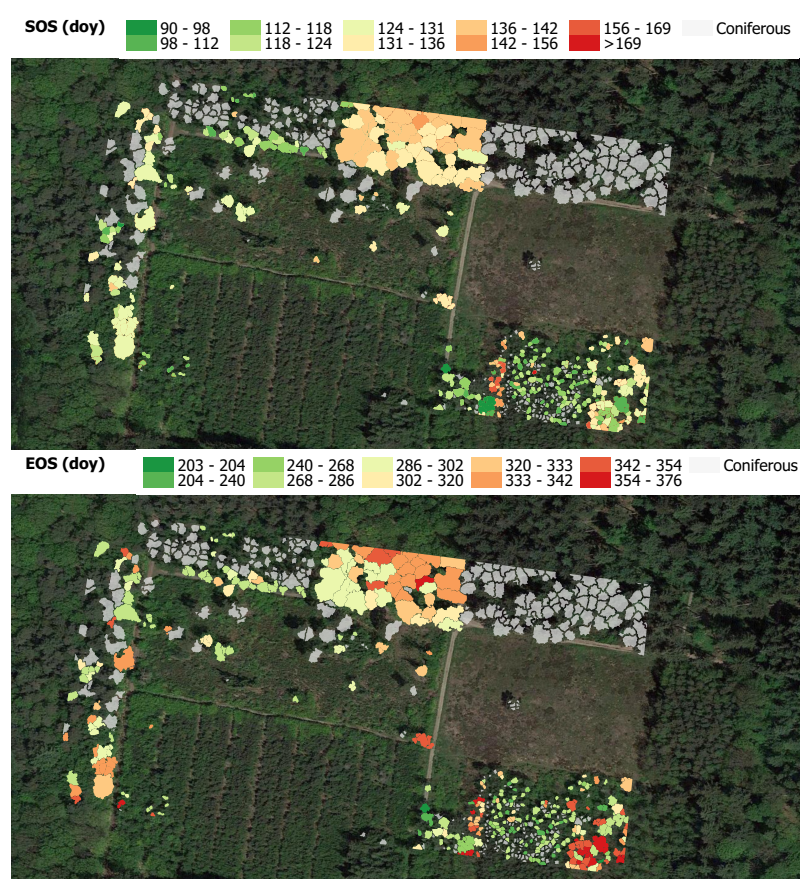 SOS (doy) 90 - 98 112 - 118 124 - 131 136 - 142 156 - 169 Coniferous
98 - 112 118 - 124 131 - 136 142 - 156 >169
EOS (doy) 203 - 204 240 - 268 286 - 302 320 - 333 342 - 354 Coniferous
204 - 240 268 - 286 302 - 320 333 - 342 354 - 376